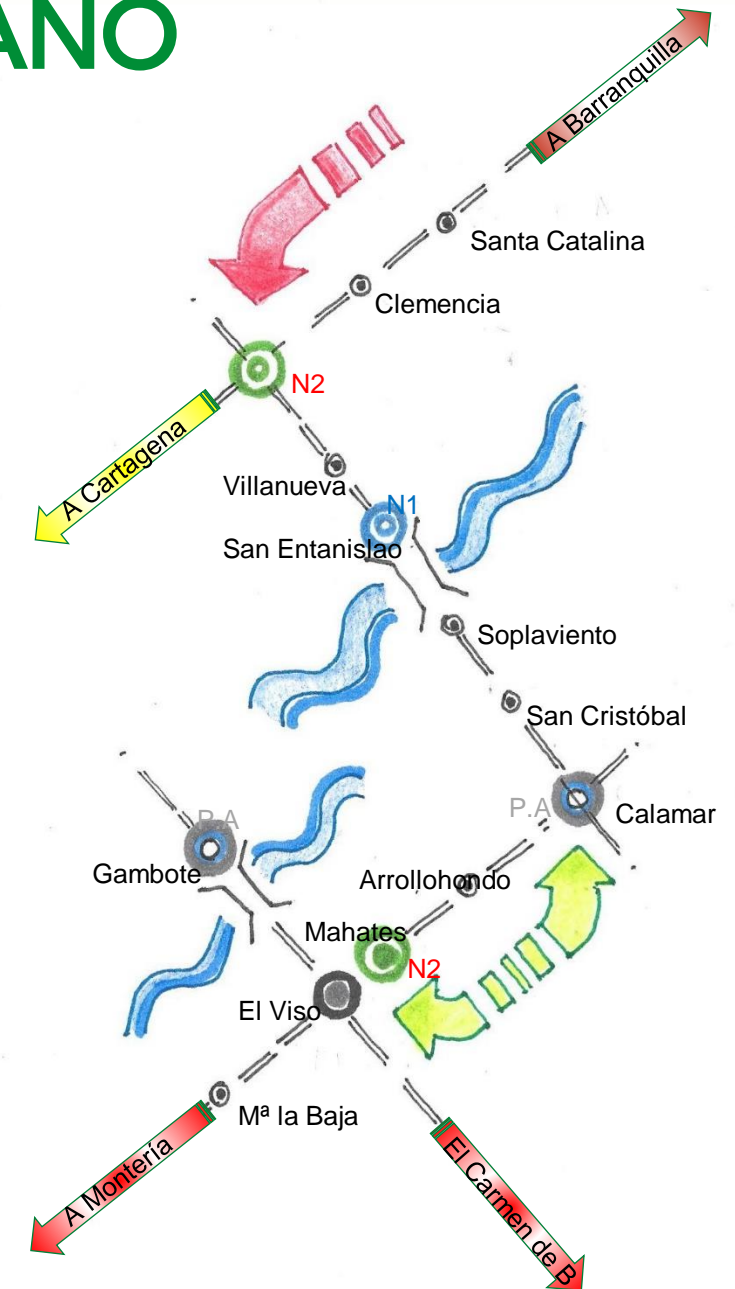 ANO
A Barranquilla
Santa Catalina
Clemencia
N2
A Cartagena
Villanueva
N1
San Entanislao
Soplaviento
San Cristóbal
P.A
P.A
Calamar
Gambote
Arrollohondo
Mahates
N2
El Viso
Mª la Baja
A Montería
El Carmen de B